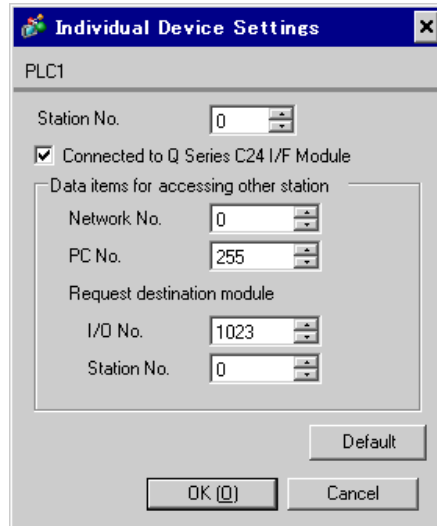 Individual Device Settings
PLC1
Station No. 0
Connected to Q Series C24 I/F Module
Data items for accessing other station
Network No. 0
PC No. 255
Request destination module
I/O No. 1023
Station No. 0
Default
OK (O) Cancel